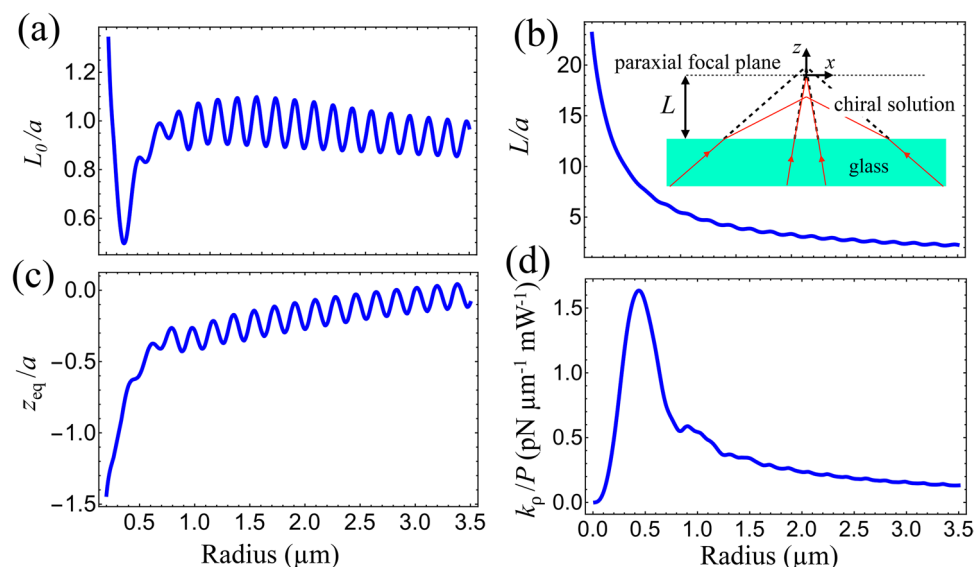 (a)
L₀/a
1.2
1.0
0.8
0.6
(b)
L/a
20
15
10
5
paraxial focal plane
z
x
L
chiral solution
glass
(c)
z_eq/a
0.0
−0.5
−1.0
−1.5
0.5 1.0 1.5 2.0 2.5 3.0 3.5
Radius (μm)
(d)
k_ρ/P (pN μm⁻¹ mW⁻¹)
1.5
1.0
0.5
0.0
0.0 0.5 1.0 1.5 2.0 2.5 3.0 3.5
Radius (μm)